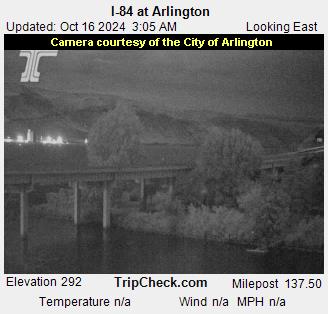 I-84 at Arlington
Updated: Oct 16 2024 3:05 AM Looking East
Camera courtesy of the City of Arlington
Elevation 292 TripCheck.com Milepost 137.50
Temperature n/a Wind n/a MPH n/a